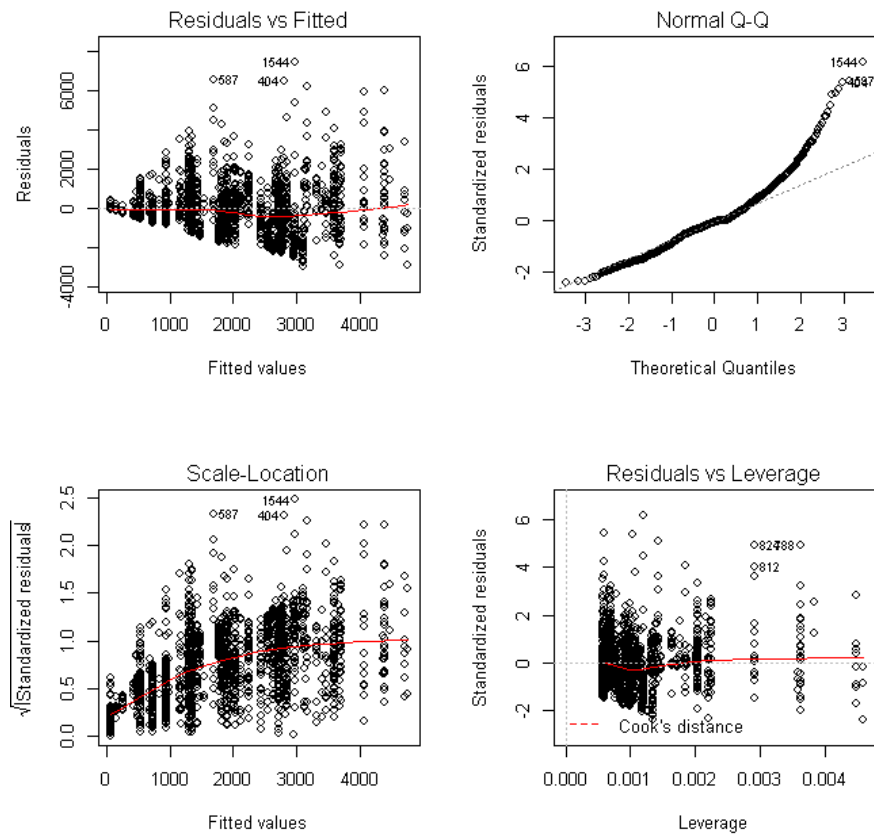 Residuals vs Fitted
Residuals
-4000 0 2000 6000
1544
587
404
0 1000 2000 3000 4000
Fitted values
Normal Q-Q
Standardized residuals
-2 0 2 4 6
1544
587
-3 -2 -1 0 1 2 3
Theoretical Quantiles
Scale-Location
√|Standardized residuals|
0.0 0.5 1.0 1.5 2.0 2.5
1544
587
404
0 1000 2000 3000 4000
Fitted values
Residuals vs Leverage
Standardized residuals
-2 0 2 4 6
824
788
812
Cook's distance
0.000 0.001 0.002 0.003 0.004
Leverage